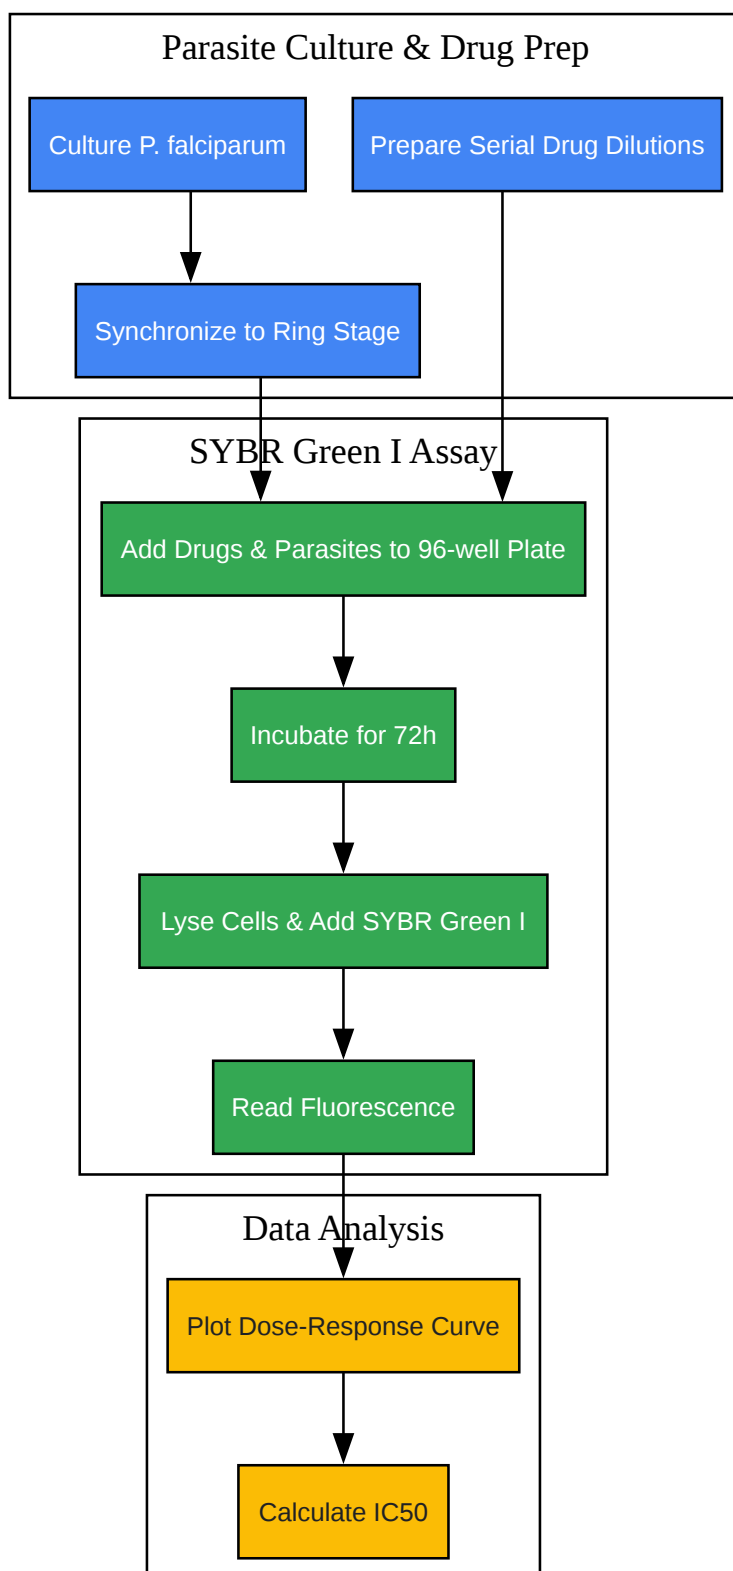 Parasite Culture & Drug Prep
Culture P. falciparum
Prepare Serial Drug Dilutions
Synchronize to Ring Stage
SYBR Green I Assay
Add Drugs & Parasites to 96-well Plate
Incubate for 72h
Lyse Cells & Add SYBR Green I
Read Fluorescence
Data Analysis
Plot Dose-Response Curve
Calculate IC50